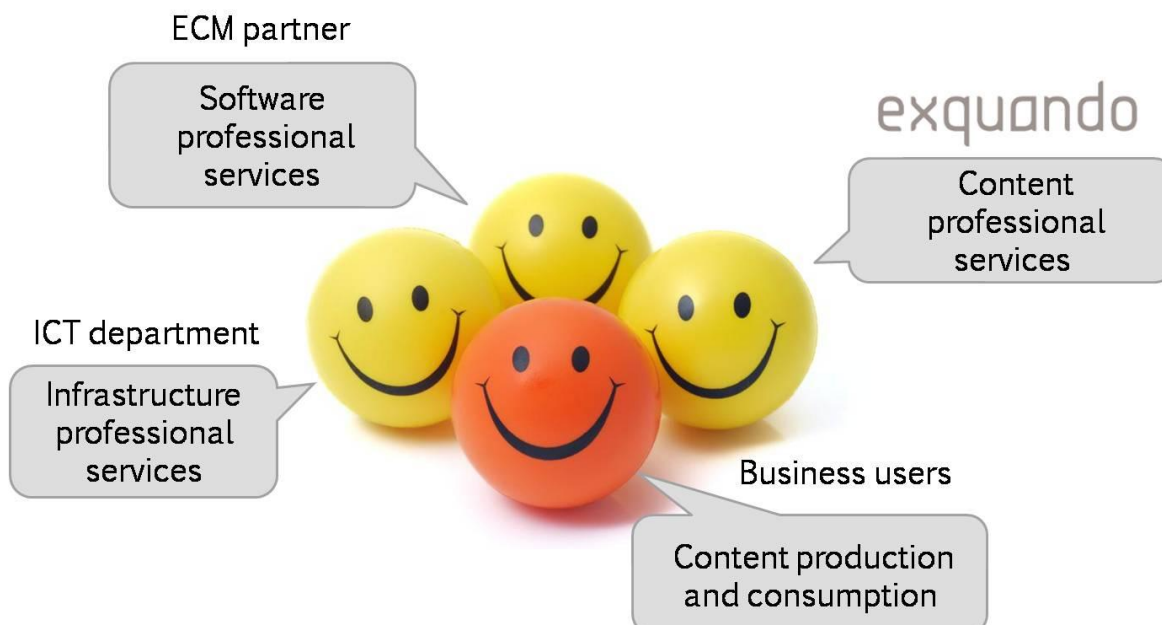 ECM partner
Software
professional
services
exquando
Content
professional
services
ICT department
Infrastructure
professional
services
Business users
Content production
and consumption